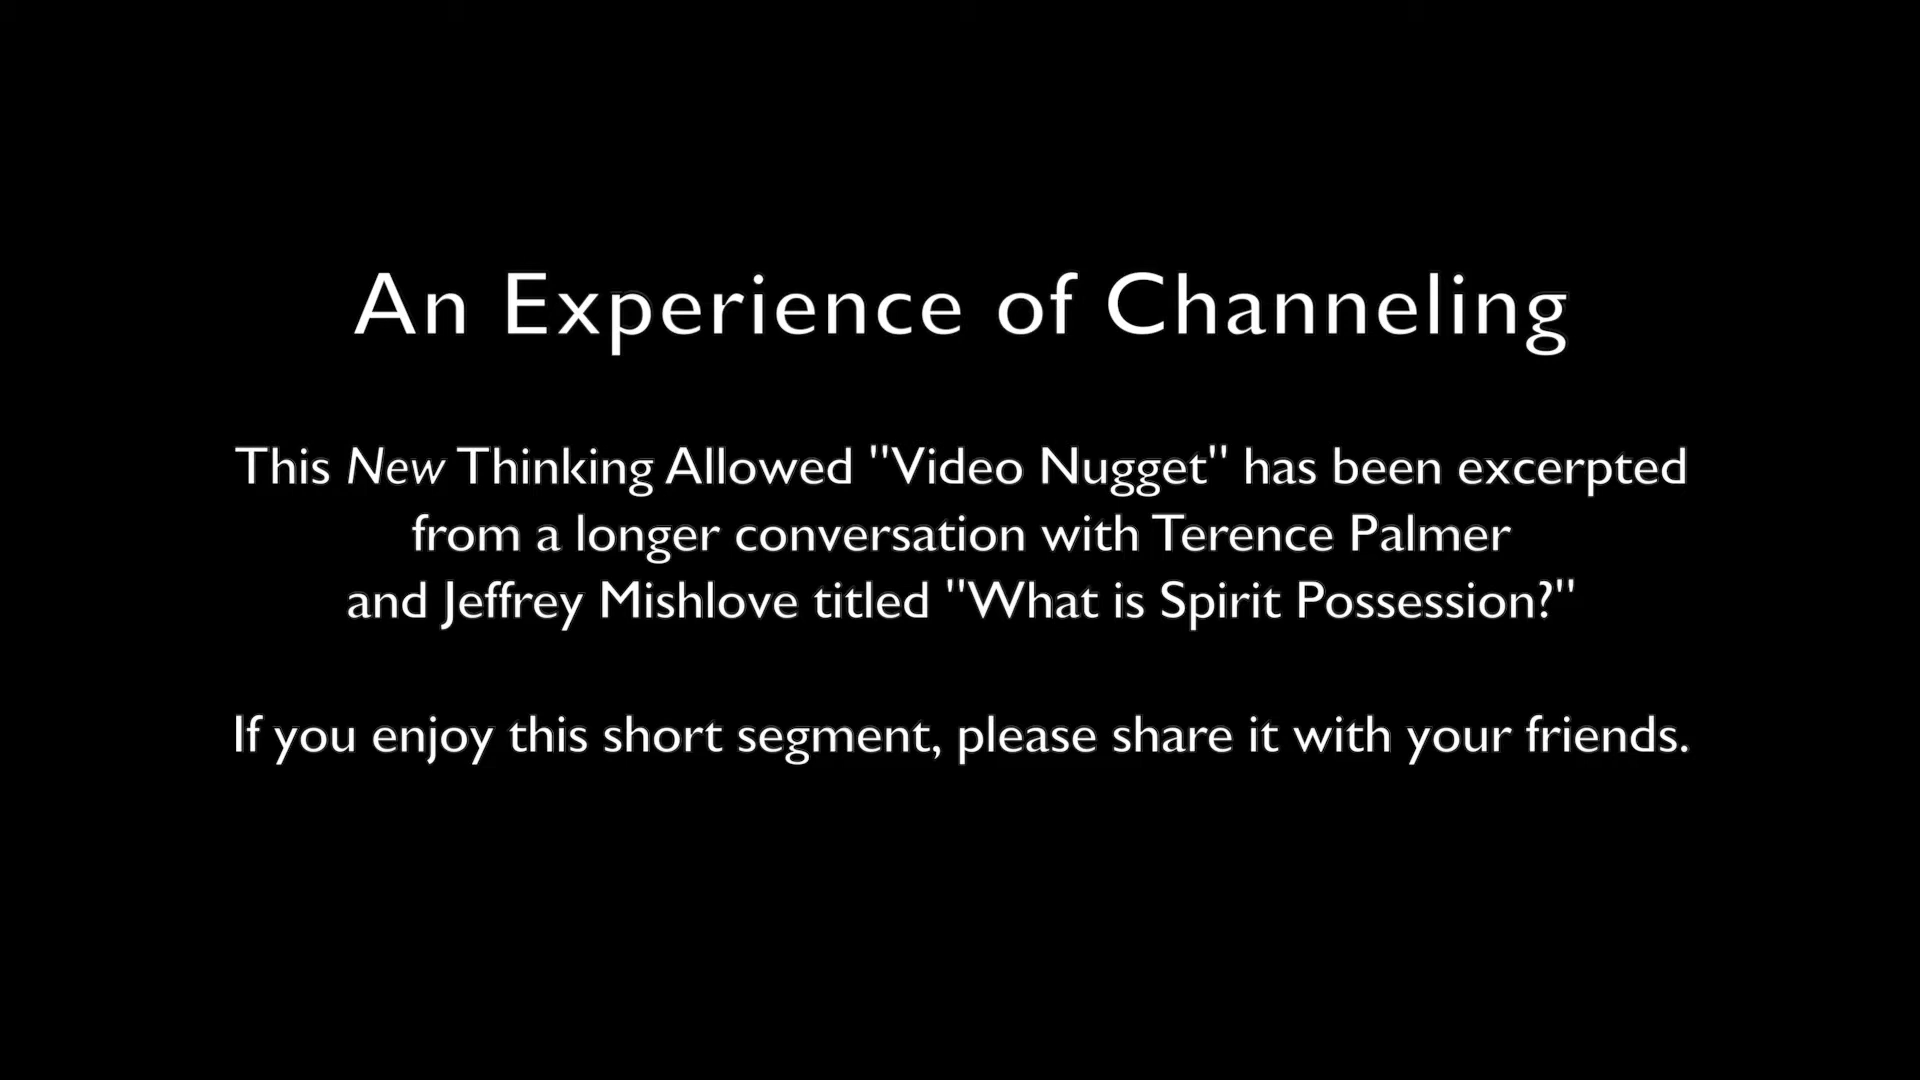 An Experience of Channeling
This New Thinking Allowed "Video Nugget" has been excerpted
from a longer conversation with Terence Palmer
and Jeffrey Mishlove titled "What is Spirit Possession?"
If you enjoy this short segment, please share it with your friends.